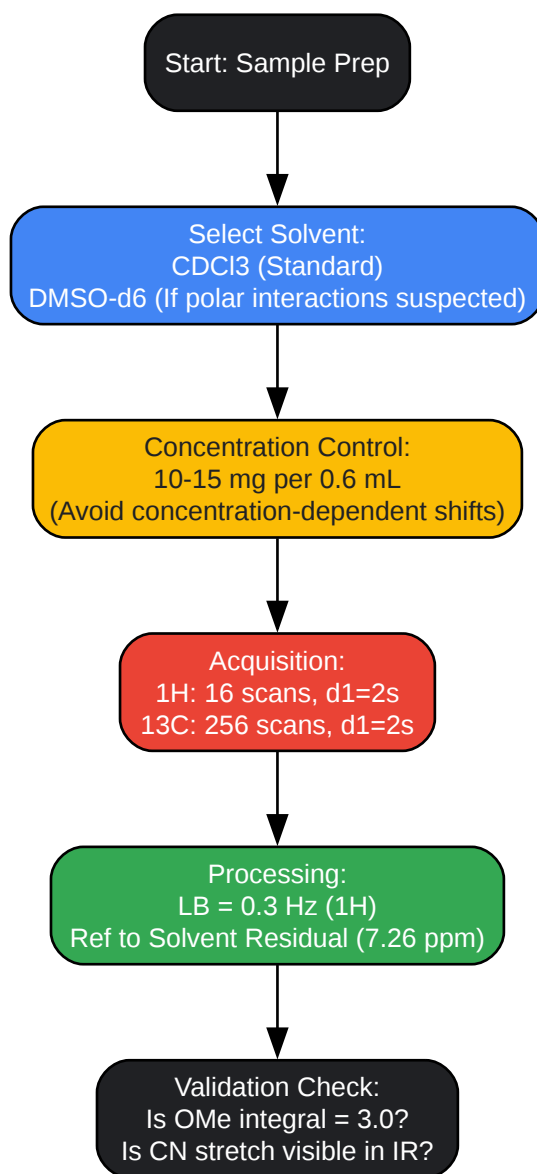 Start: Sample Prep
Select Solvent:
CDCl3 (Standard)
DMSO-d6 (If polar interactions suspected)
Concentration Control:
10-15 mg per 0.6 mL
(Avoid concentration-dependent shifts)
Acquisition:
1H: 16 scans, d1=2s
13C: 256 scans, d1=2s
Processing:
LB = 0.3 Hz (1H)
Ref to Solvent Residual (7.26 ppm)
Validation Check:
Is OMe integral = 3.0?
Is CN stretch visible in IR?